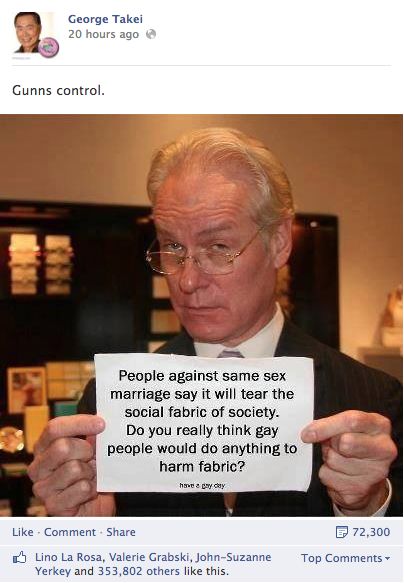 George Takei
20 hours ago
Gunns control.
People against same sex
marriage say it will tear the
social fabric of society.
Do you really think gay
people would do anything to
harm fabric?
have a gay day
Like · Comment · Share
72,300
Lino La Rosa, Valerie Grabski, John-Suzanne
Yerkey and 353,802 others like this.
Top Comments